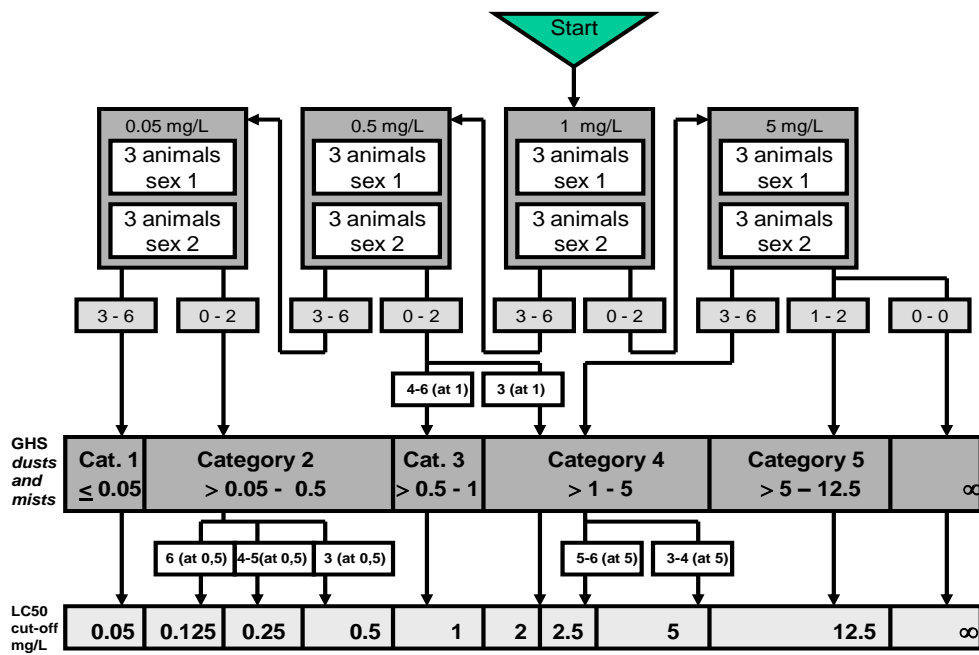 Start
0.05 mg/L
3 animals
sex 1
3 animals
sex 2
0.5 mg/L
3 animals
sex 1
3 animals
sex 2
1 mg/L
3 animals
sex 1
3 animals
sex 2
5 mg/L
3 animals
sex 1
3 animals
sex 2
3 - 6
0 - 2
3 - 6
0 - 2
3 - 6
0 - 2
3 - 6
1 - 2
0 - 0
4-6 (at 1)
3 (at 1)
GHS
dusts
and
mists
Cat. 1
≤ 0.05
Category 2
> 0.05 - 0.5
Cat. 3
> 0.5 - 1
Category 4
> 1 - 5
Category 5
> 5 – 12.5
∞
6 (at 0,5)
4-5(at 0,5)
3 (at 0,5)
5-6 (at 5)
3-4 (at 5)
LC50
cut-off
mg/L
0.05
0.125
0.25
0.5
1
2
2.5
5
12.5
∞